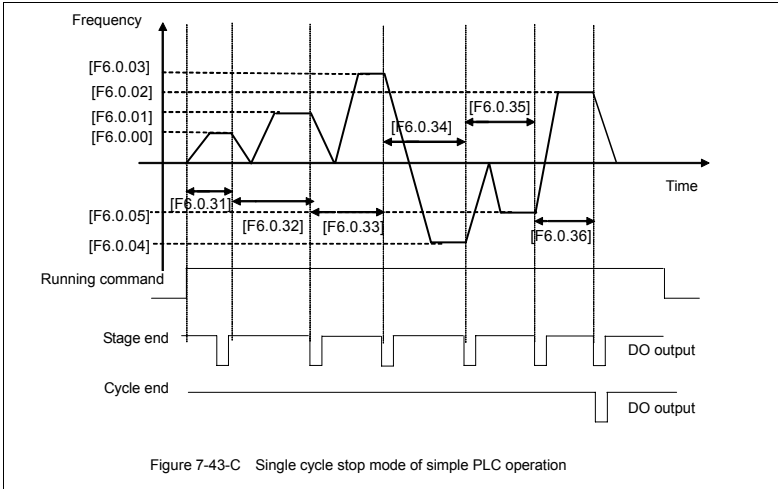 Frequency
[F6.0.03]
[F6.0.02]
[F6.0.01]
[F6.0.35]
[F6.0.34]
[F6.0.00]
Time
[F6.0.31]
[F6.0.05]
[F6.0.32]
[F6.0.33]
[F6.0.36]
[F6.0.04]
Running command
Stage end
DO output
Cycle end
DO output
Figure 7-43-C Single cycle stop mode of simple PLC operation